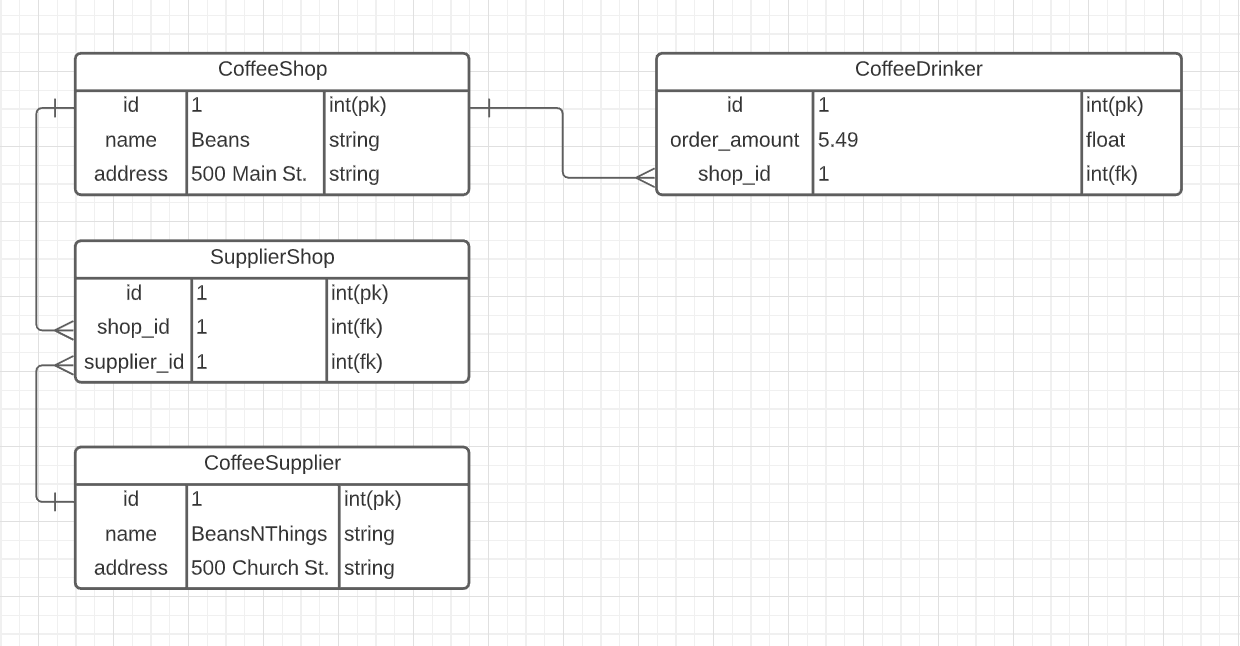 CoffeeShop
id 1 int(pk)
name Beans string
address 500 Main St. string
CoffeeDrinker
id 1 int(pk)
order_amount 5.49 float
shop_id 1 int(fk)
SupplierShop
id 1 int(pk)
shop_id 1 int(fk)
supplier_id 1 int(fk)
CoffeeSupplier
id 1 int(pk)
name BeansNThings string
address 500 Church St. string